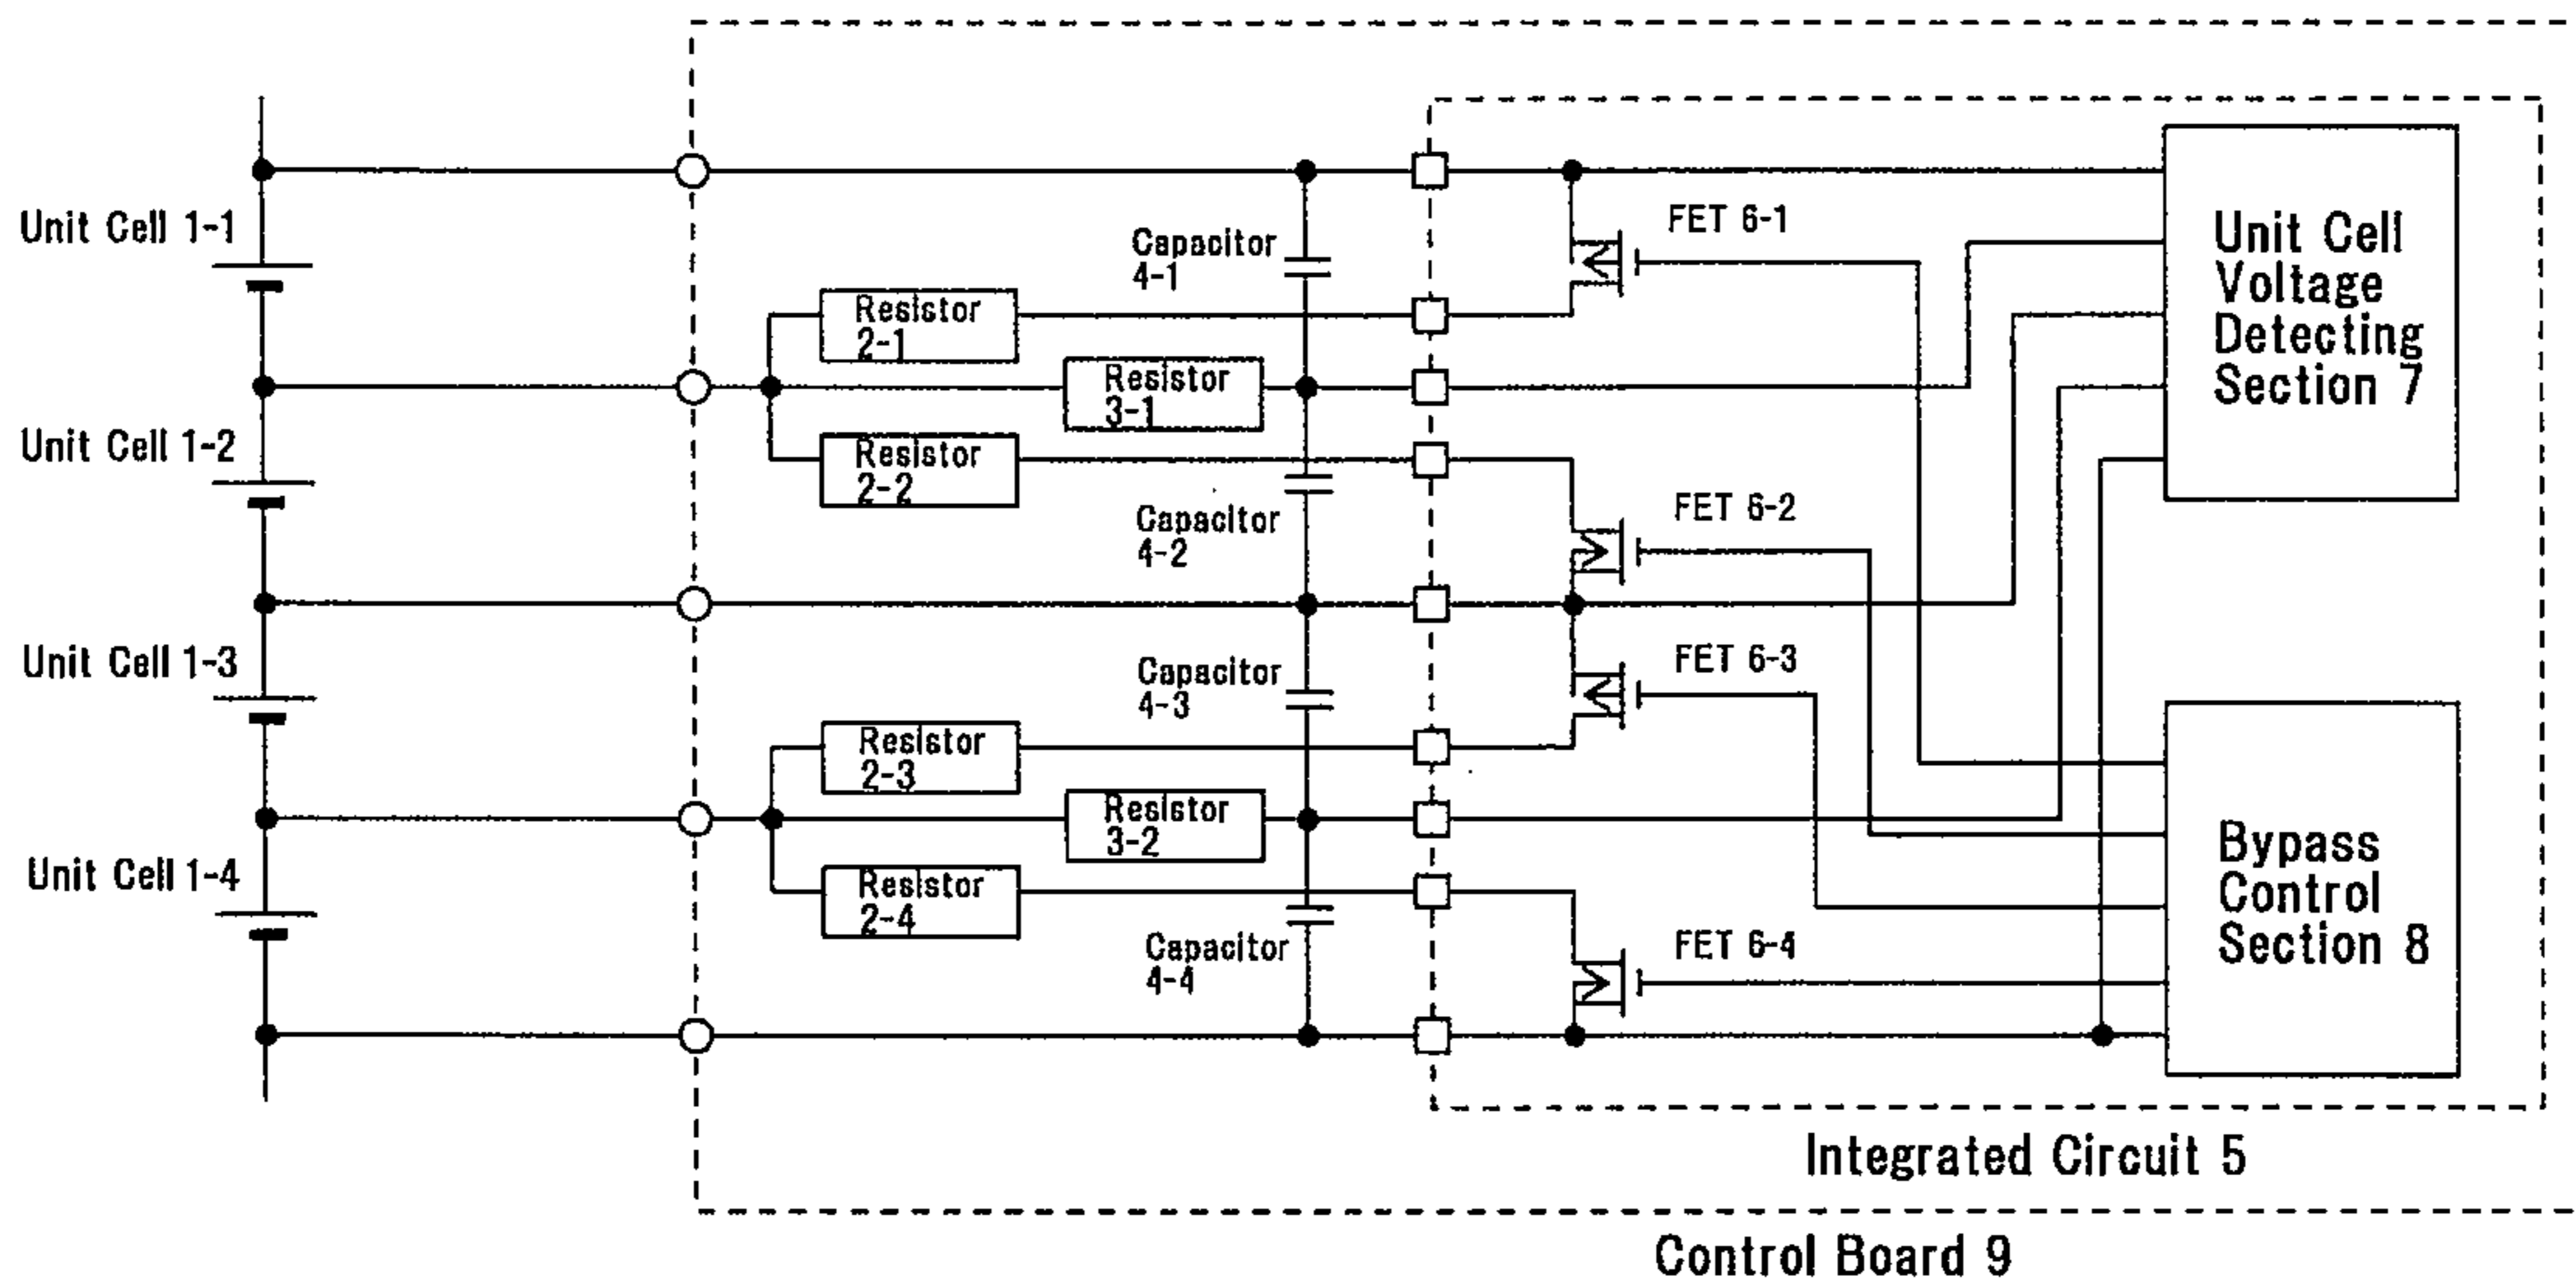 Unit Cell 1-1
Unit Cell 1-2
Unit Cell 1-3
Unit Cell 1-4
Resistor
2-1
Resistor
3-1
Resistor
2-2
Resistor
2-3
Resistor
3-2
Resistor
2-4
Capacitor
4-1
Capacitor
4-2
Capacitor
4-3
Capacitor
4-4
FET 6-1
FET 6-2
FET 6-3
FET 6-4
Unit Cell
Voltage
Detecting
Section 7
Bypass
Control
Section 8
Integrated Circuit 5
Control Board 9